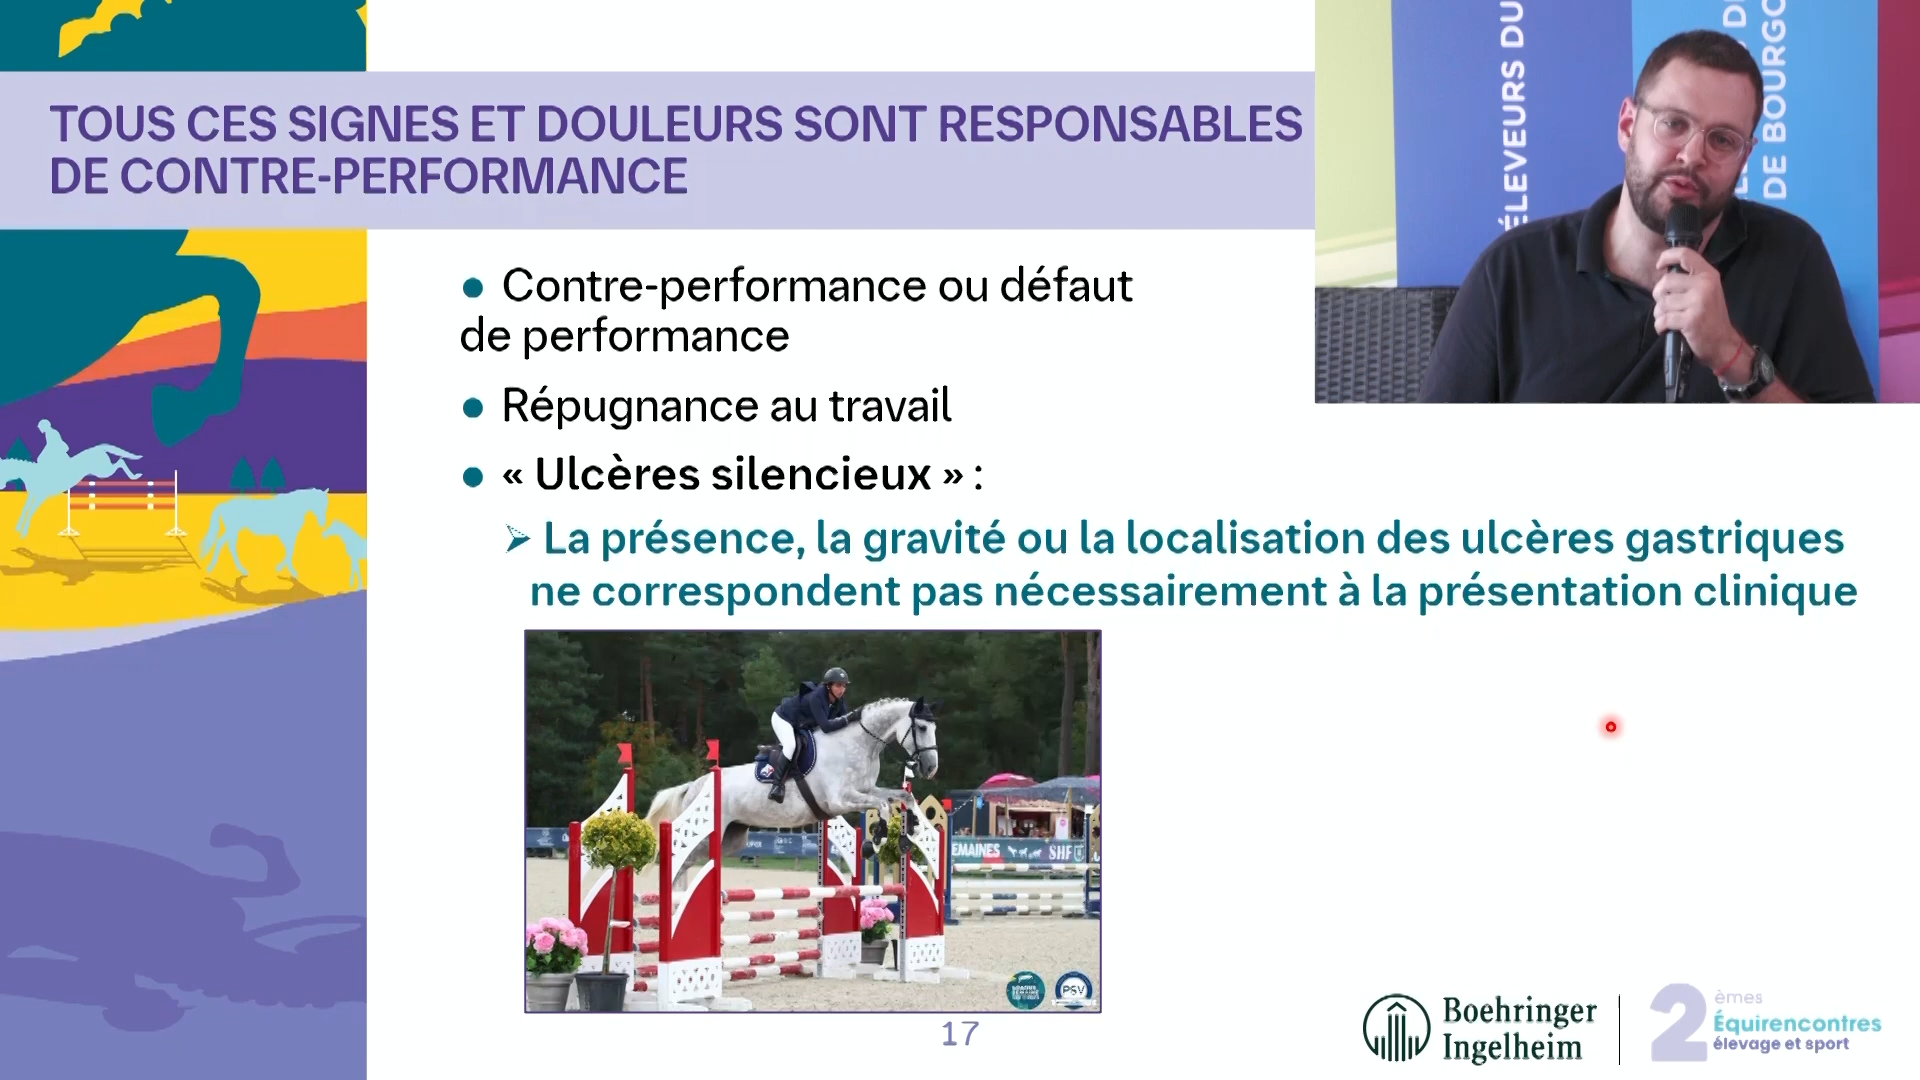 TOUS CES SIGNES ET DOULEURS SONT RESPONSABLES
DE CONTRE-PERFORMANCE
ÉLEVEURS DU
DE BOURGO
● Contre-performance ou défaut
de performance
● Répugnance au travail
● « Ulcères silencieux » :
➢ La présence, la gravité ou la localisation des ulcères gastriques
ne correspondent pas nécessairement à la présentation clinique
EMAINES
SHF
PSV
17
Boehringer
Ingelheim
2èmes
Équirencontres
élevage et sport